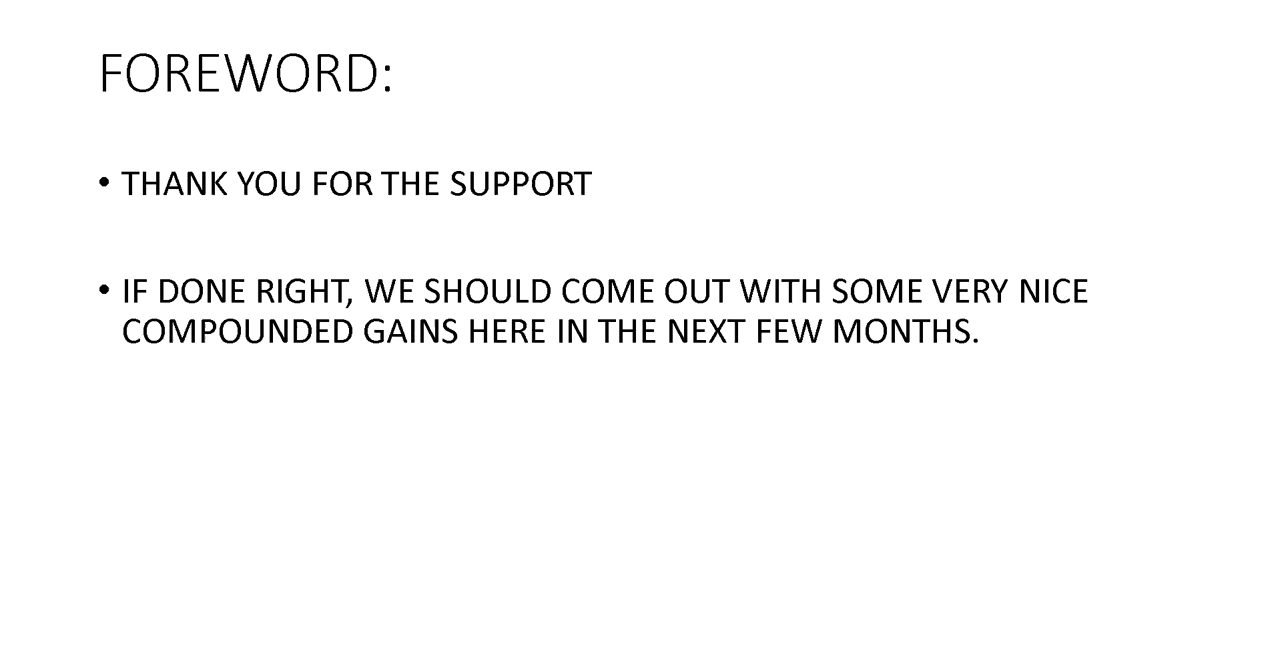 FOREWORD:
• THANK YOU FOR THE SUPPORT
• IF DONE RIGHT, WE SHOULD COME OUT WITH SOME VERY NICE
COMPOUNDED GAINS HERE IN THE NEXT FEW MONTHS.